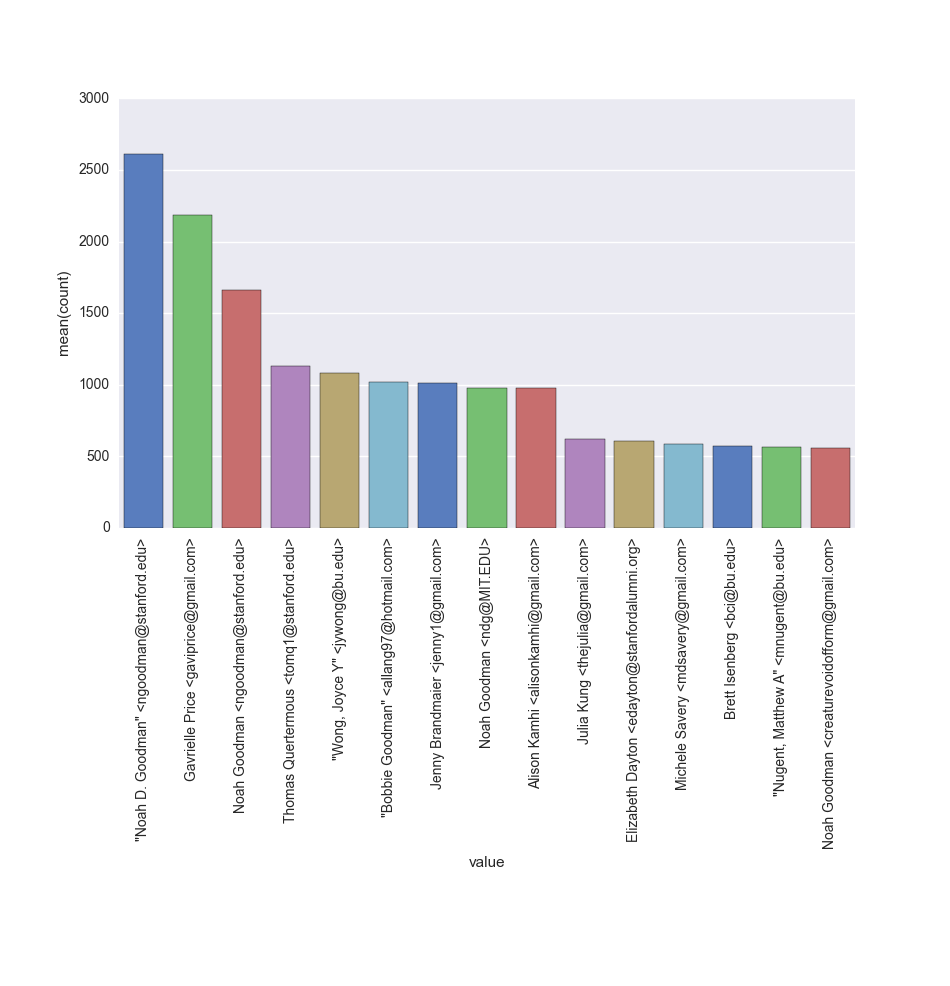 3000
2500
2000
1500
1000
500
0
mean(count)
"Noah D. Goodman" <ngoodman@stanford.edu>
Gavrielle Price <gaviprice@gmail.com>
Noah Goodman <ngoodman@stanford.edu>
Thomas Quertermous <tomq1@stanford.edu>
"Wong, Joyce Y" <jywong@bu.edu>
"Bobbie Goodman" <allang97@hotmail.com>
Jenny Brandmaier <jenny1@gmail.com>
Noah Goodman <ndg@MIT.EDU>
Alison Kamhi <alisonkamhi@gmail.com>
Julia Kung <thejulia@gmail.com>
Elizabeth Dayton <edayton@stanfordalumni.org>
Michele Savery <mdsavery@gmail.com>
Brett Isenberg <bci@bu.edu>
"Nugent, Matthew A" <mnugent@bu.edu>
Noah Goodman <creaturevoidofform@gmail.com>
value